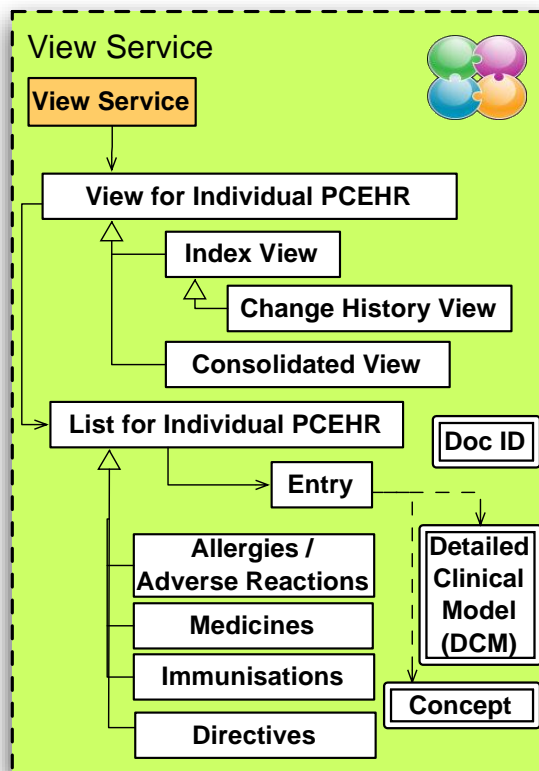 View Service
View Service
View for Individual PCEHR
Index View
Change History View
Consolidated View
List for Individual PCEHR
Doc ID
Entry
Allergies /
Adverse Reactions
Detailed
Clinical
Model
(DCM)
Medicines
Immunisations
Concept
Directives